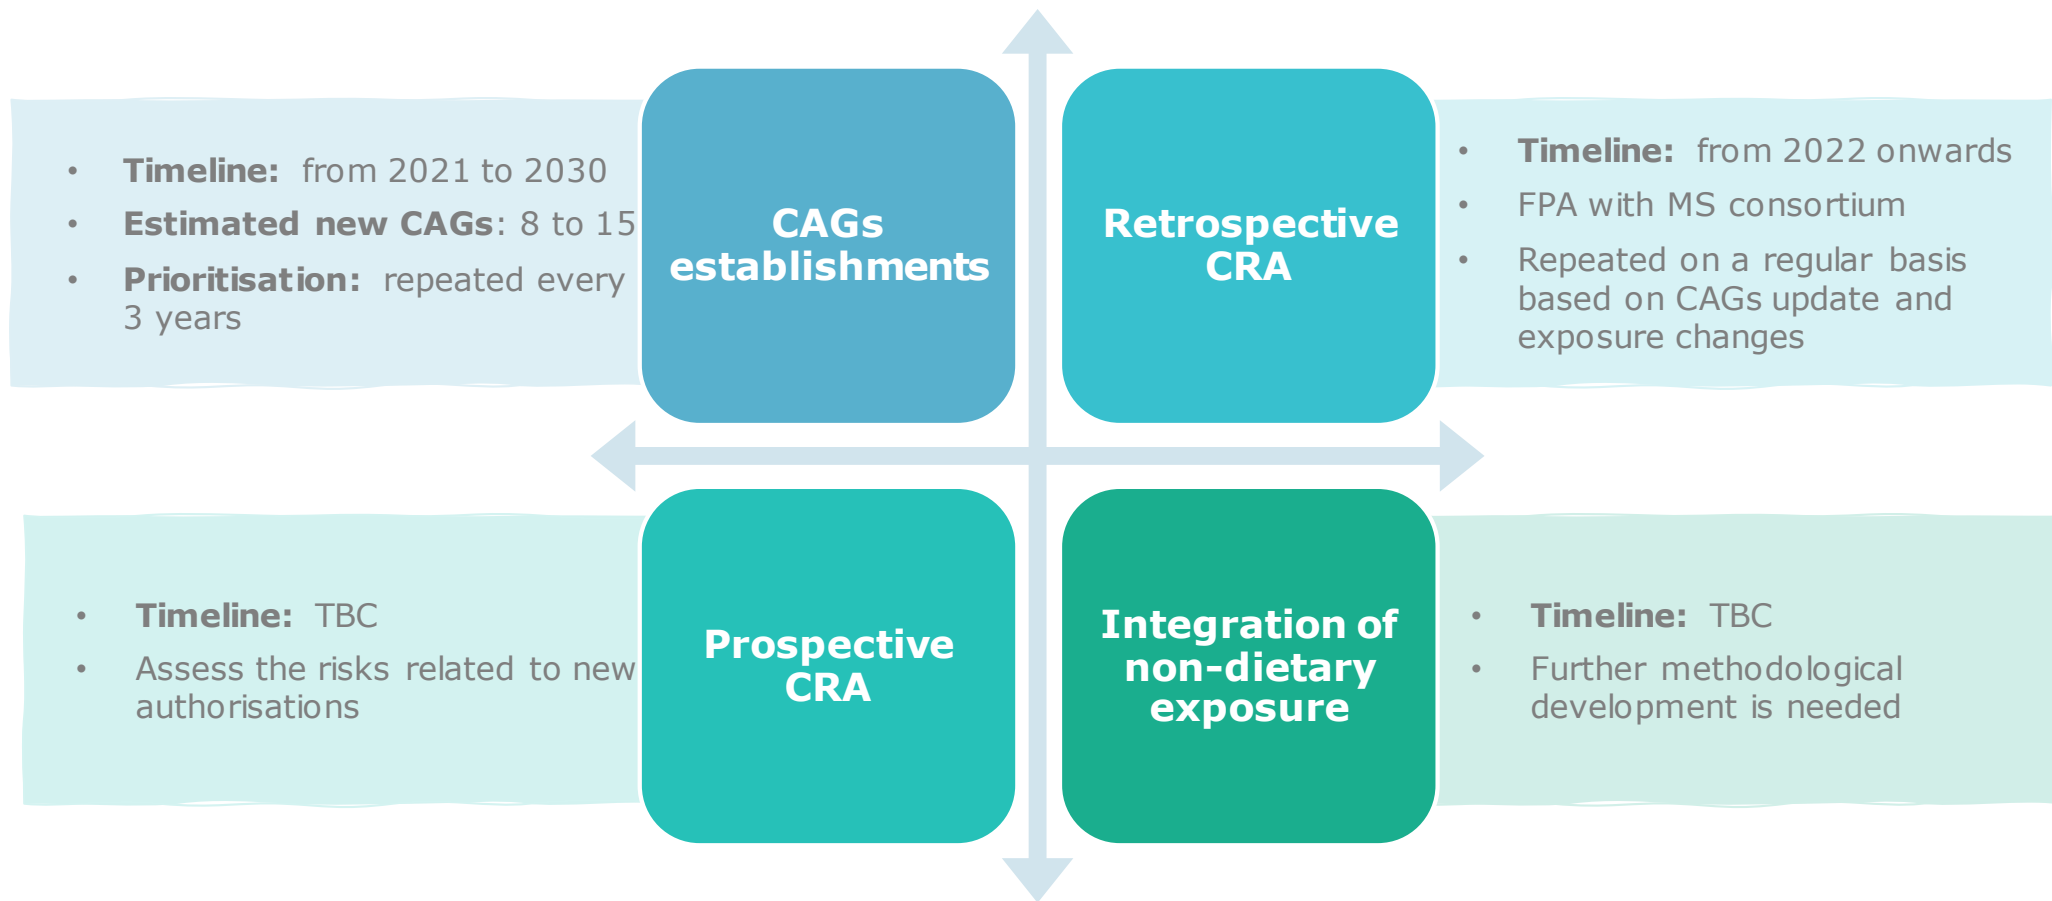 • Timeline: from 2021 to 2030
• Estimated new CAGs: 8 to 15
• Prioritisation: repeated every
3 years
CAGs
establishments
Retrospective
CRA
• Timeline: from 2022 onwards
• FPA with MS consortium
• Repeated on a regular basis
based on CAGs update and
exposure changes
• Timeline: TBC
• Assess the risks related to new
authorisations
Prospective
CRA
Integration of
non-dietary
exposure
• Timeline: TBC
• Further methodological
development is needed